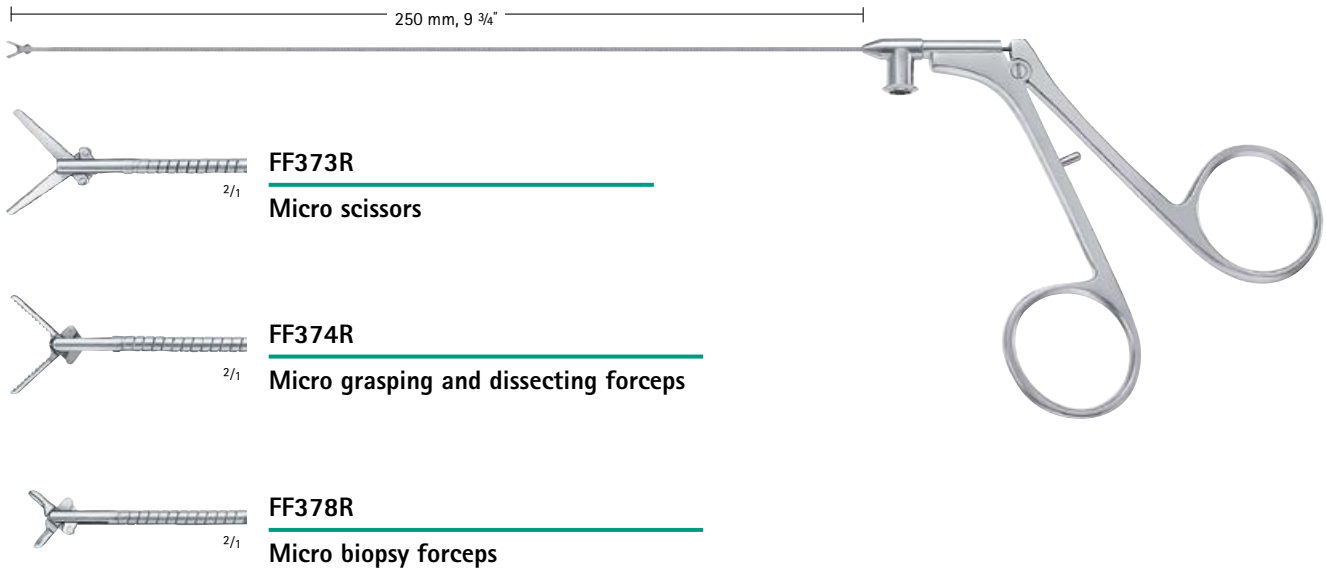 250 mm, 9 ¾"
FF373R
2/1
Micro scissors
FF374R
2/1
Micro grasping and dissecting forceps
FF378R
2/1
Micro biopsy forceps